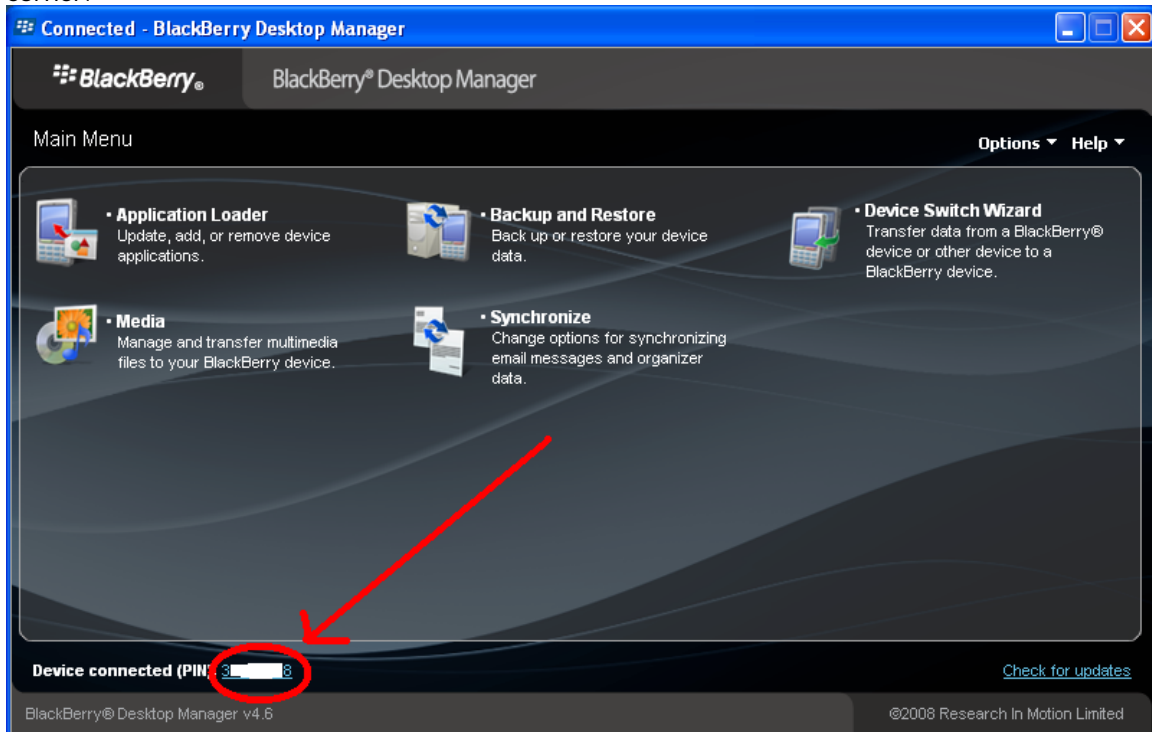 Connected - BlackBerry Desktop Manager
BlackBerry® BlackBerry® Desktop Manager
Main Menu Options Help
· Application Loader
Update, add, or remove device
applications.
· Backup and Restore
Back up or restore your device
data.
· Device Switch Wizard
Transfer data from a BlackBerry®
device or other device to a
BlackBerry device.
· Media
Manage and transfer multimedia
files to your BlackBerry device.
· Synchronize
Change options for synchronizing
email messages and organizer
data.
Device connected (PIN): 3 8 Check for updates
BlackBerry® Desktop Manager v4.6 ©2008 Research In Motion Limited